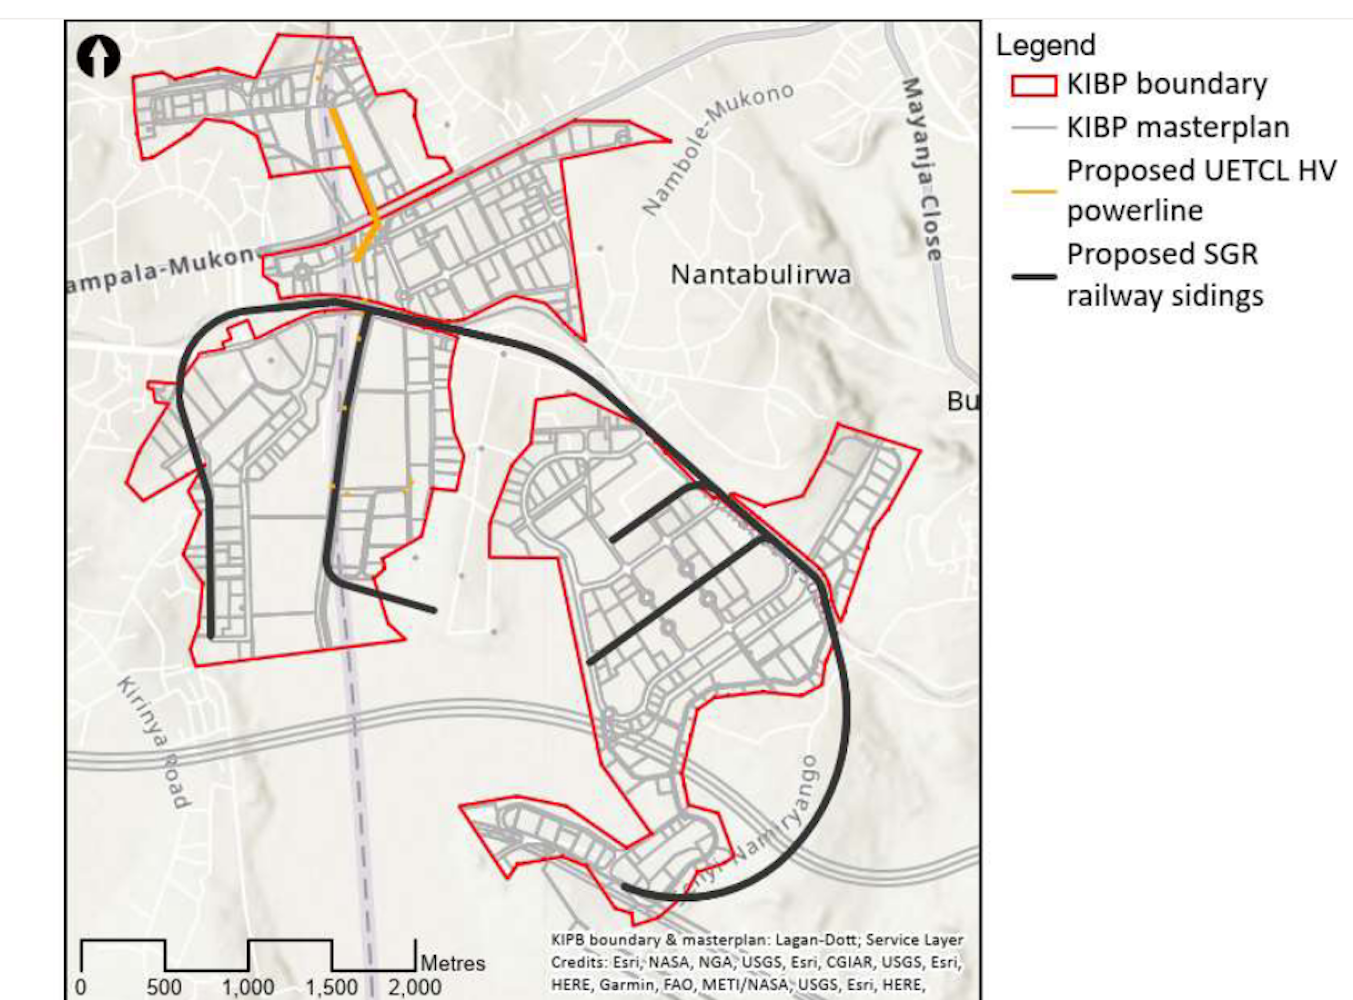 Legend
KIBP boundary
KIBP masterplan
Proposed UETCL HV
powerline
Proposed SGR
railway sidings
Mayanja Close
Nambole-Mukono
ampala-Mukon
Nantabulirwa
Bu
Kirinya Road
Namiryango
0 500 1,000 1,500 2,000 Metres
KIPB boundary & masterplan: Lagan-Dott; Service Layer
Credits: Esri, NASA, NGA, USGS, Esri, CGIAR, USGS, Esri,
HERE, Garmin, FAO, METI/NASA, USGS, Esri, HERE,